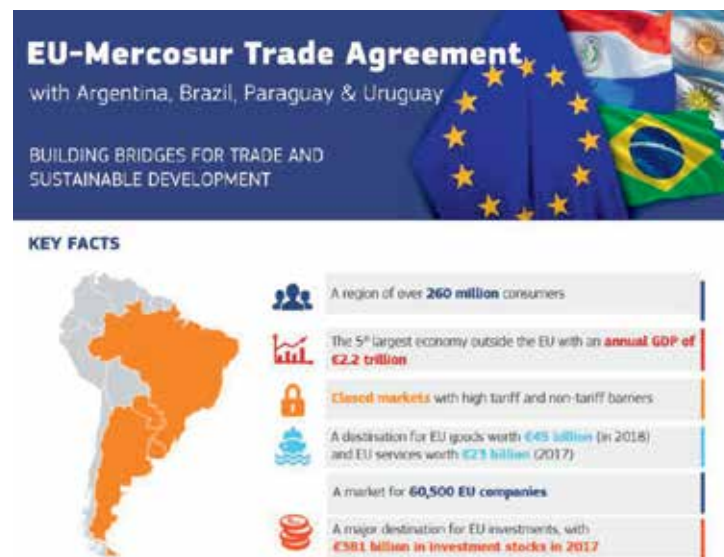 EU-Mercosur Trade Agreement
with Argentina, Brazil, Paraguay & Uruguay
BUILDING BRIDGES FOR TRADE AND
SUSTAINABLE DEVELOPMENT
KEY FACTS
A region of over 260 million consumers
The 5th largest economy outside the EU with an annual GDP of
€2.2 trillion
Closed markets with high tariff and non-tariff barriers
A destination for EU goods worth €45 billion (in 2018)
and EU services worth €23 billion (2017)
A market for 60,500 EU companies
A major destination for EU investments, with
€381 billion in investment stocks in 2017